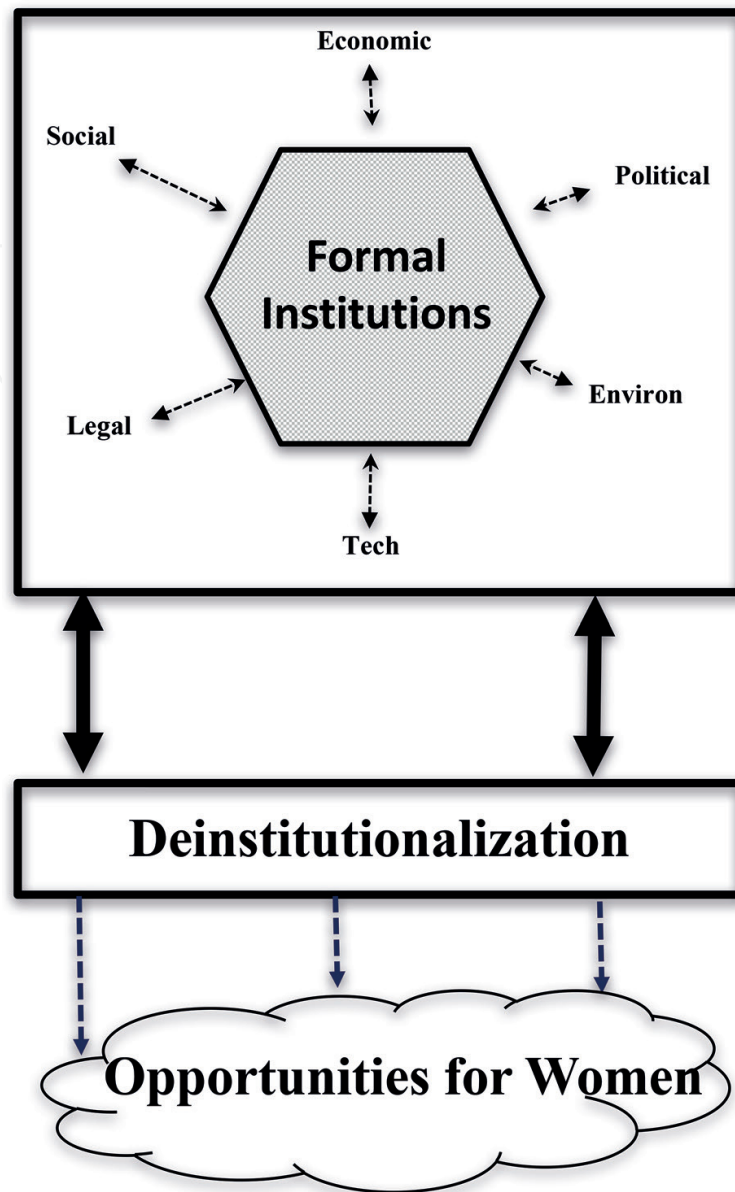 Economic
Social
Political
Formal
Institutions
Environ
Legal
Tech
Deinstitutionalization
Opportunities for Women